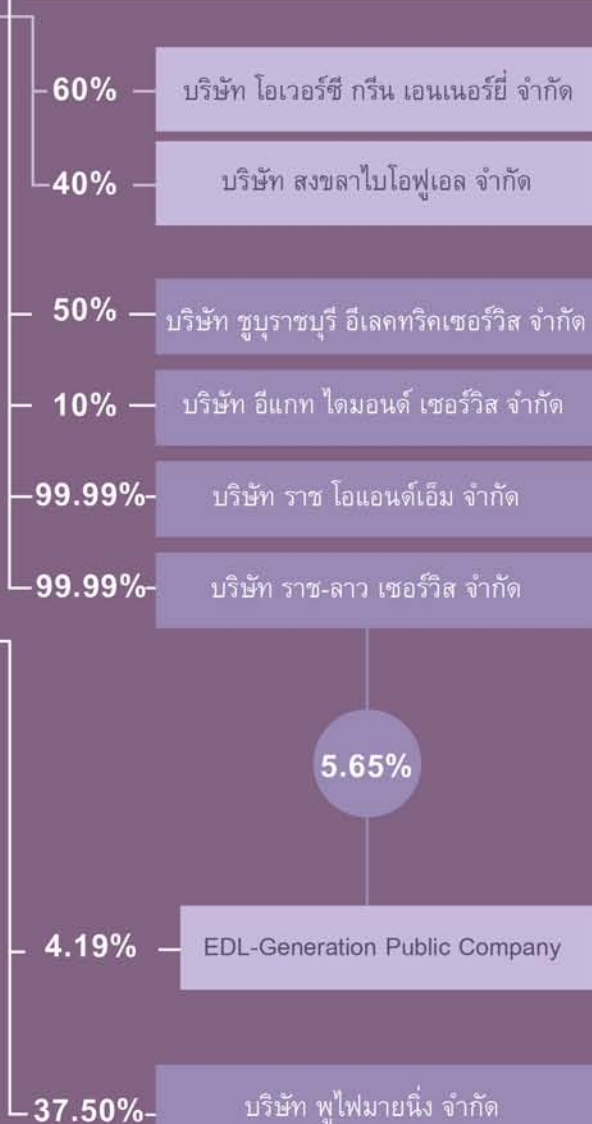 60%
บริษัท โอเวอร์ซี กรีน เอนเนอร์ยี่ จำกัด
40%
บริษัท สงขลาไบโอฟูเอล จำกัด
50%
บริษัท ชูบุราชบุรี อีเลคทริคเซอร์วิส จำกัด
10%
บริษัท อีแกท ไดมอนด์ เซอร์วิส จำกัด
99.99%
บริษัท ราช โอแอนด์เอ็ม จำกัด
99.99%
บริษัท ราช-ลาว เซอร์วิส จำกัด
5.65%
4.19%
EDL-Generation Public Company
37.50%
บริษัท พูไฟมายนิ่ง จำกัด